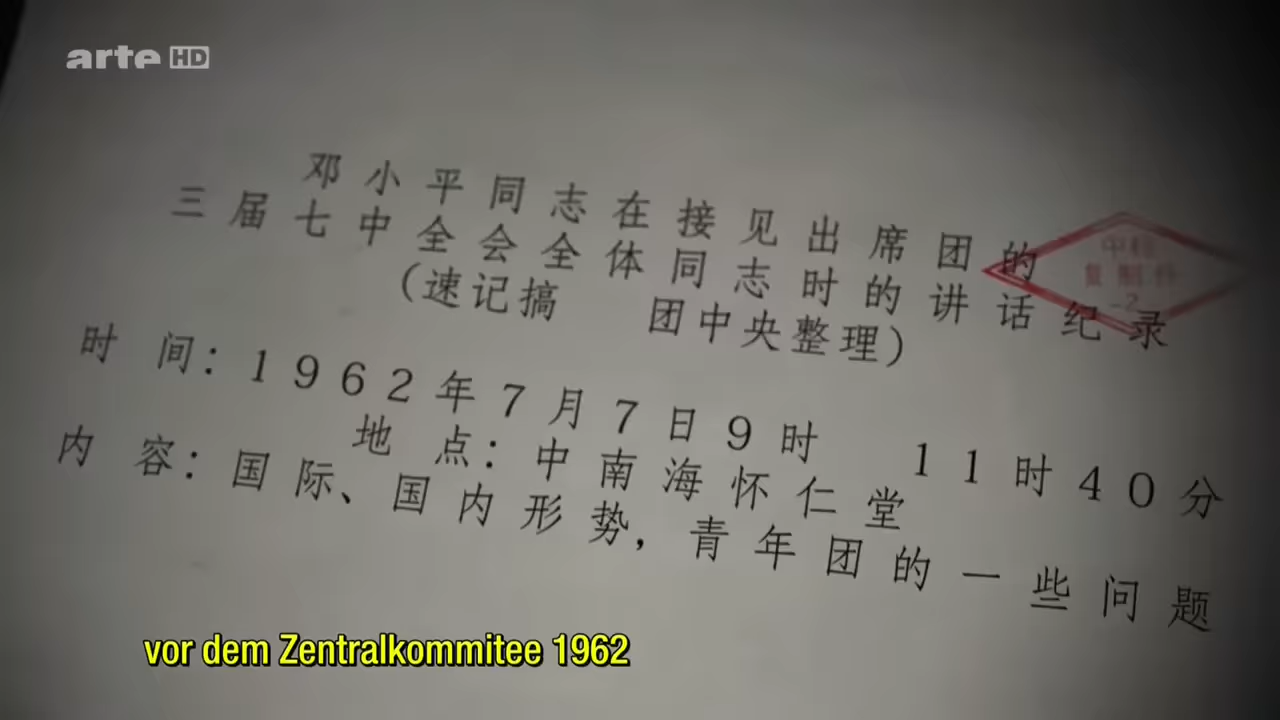 arte HD
邓小平同志在接见出席团的
三届七中全会全体同志时的讲话纪录
(速记搞 团中央整理)
时 间：1962年7月7日9时 11时40分
地 点：中南海怀仁堂
内 容：国际、国内形势，青年团的一些问题
-2-
vor dem Zentralkommitee 1962